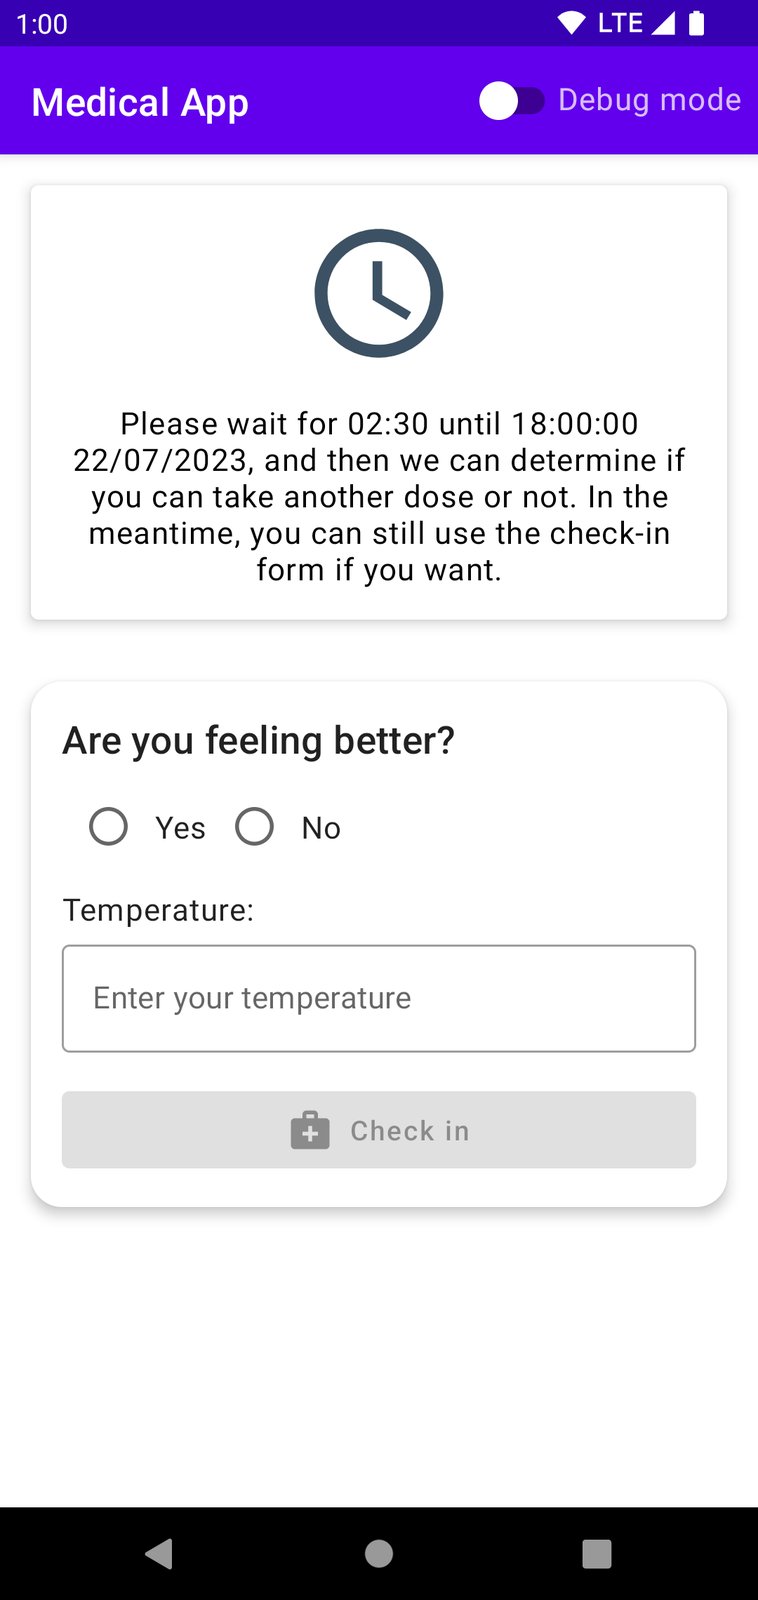 1:00 LTE
Medical App Debug mode
Please wait for 02:30 until 18:00:00
22/07/2023, and then we can determine if
you can take another dose or not. In the
meantime, you can still use the check-in
form if you want.
Are you feeling better?
Yes No
Temperature:
Enter your temperature
Check in